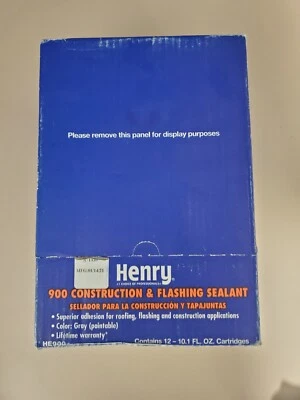 Please remove this panel for display purposes
Henry
900 CONSTRUCTION & FLASHING SEALANT
SELLADOR PARA LA CONSTRUCCIÓN Y TAPAJUNTAS
• Superior adhesion for roofing, flashing and construction applications
• Color: Gray (paintable)
• Lifetime warranty*
HE900
Contains 12 – 10.1 FL. OZ. Cartridges